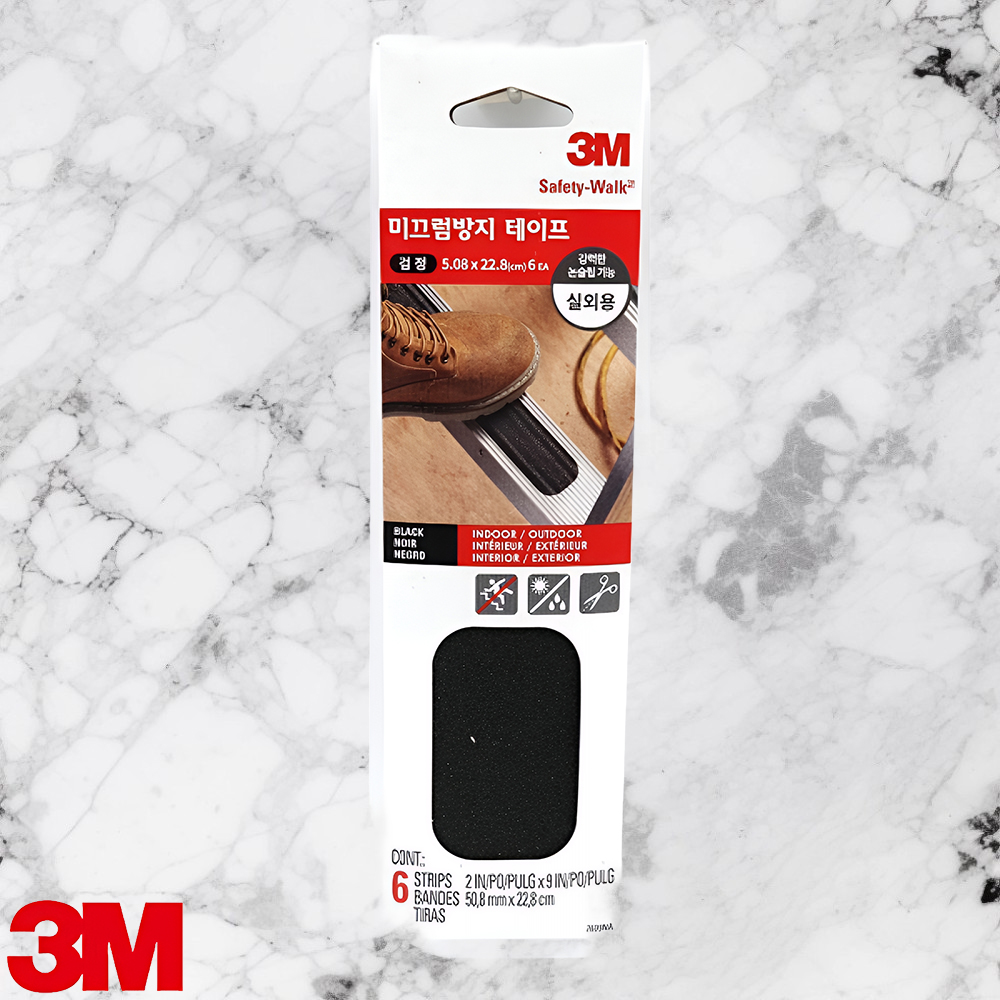 3M
Safety-Walk
미끄럼방지 테이프
검 정 5.08 x 22.8(cm) 6 EA
강력한
논슬립 기능
실외용
BLACK
NOIR
NEGRO
INDOOR / OUTDOOR
INTÉRIEUR / EXTÉRIEUR
INTERIOR / EXTERIOR
CONT.:
6 STRIPS 2 IN/PO/PULG x 9 IN/PO/PULG
BANDES 50,8 mm x 22,8 cm
TIRAS
3M